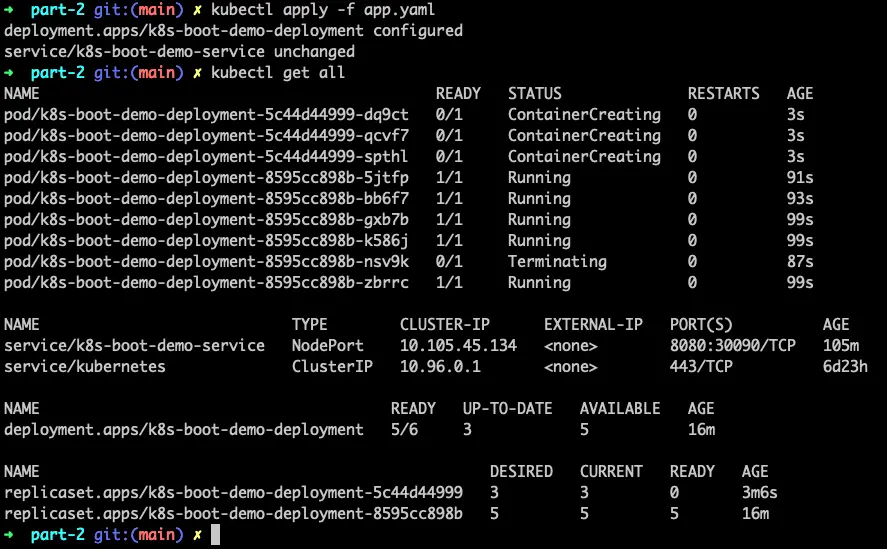 ➜  part-2 git:(main) ✗ kubectl apply -f app.yaml
deployment.apps/k8s-boot-demo-deployment configured
service/k8s-boot-demo-service unchanged
➜  part-2 git:(main) ✗ kubectl get all
NAME                                            READY   STATUS              RESTARTS   AGE
pod/k8s-boot-demo-deployment-5c44d44999-dq9ct   0/1     ContainerCreating   0          3s
pod/k8s-boot-demo-deployment-5c44d44999-qcvf7   0/1     ContainerCreating   0          3s
pod/k8s-boot-demo-deployment-5c44d44999-spthl   0/1     ContainerCreating   0          3s
pod/k8s-boot-demo-deployment-8595cc898b-5jtfp   1/1     Running             0          91s
pod/k8s-boot-demo-deployment-8595cc898b-bb6f7   1/1     Running             0          93s
pod/k8s-boot-demo-deployment-8595cc898b-gxb7b   1/1     Running             0          99s
pod/k8s-boot-demo-deployment-8595cc898b-k586j   1/1     Running             0          99s
pod/k8s-boot-demo-deployment-8595cc898b-nsv9k   0/1     Terminating         0          87s
pod/k8s-boot-demo-deployment-8595cc898b-zbrrc   1/1     Running             0          99s
NAME                            TYPE        CLUSTER-IP      EXTERNAL-IP   PORT(S)          AGE
service/k8s-boot-demo-service   NodePort    10.105.45.134   <none>        8080:30090/TCP   105m
service/kubernetes              ClusterIP   10.96.0.1       <none>        443/TCP          6d23h
NAME                                       READY   UP-TO-DATE   AVAILABLE   AGE
deployment.apps/k8s-boot-demo-deployment   5/6     3            5           16m
NAME                                                  DESIRED   CURRENT   READY   AGE
replicaset.apps/k8s-boot-demo-deployment-5c44d44999   3         3         0       3m6s
replicaset.apps/k8s-boot-demo-deployment-8595cc898b   5         5         5       16m
➜  part-2 git:(main) ✗